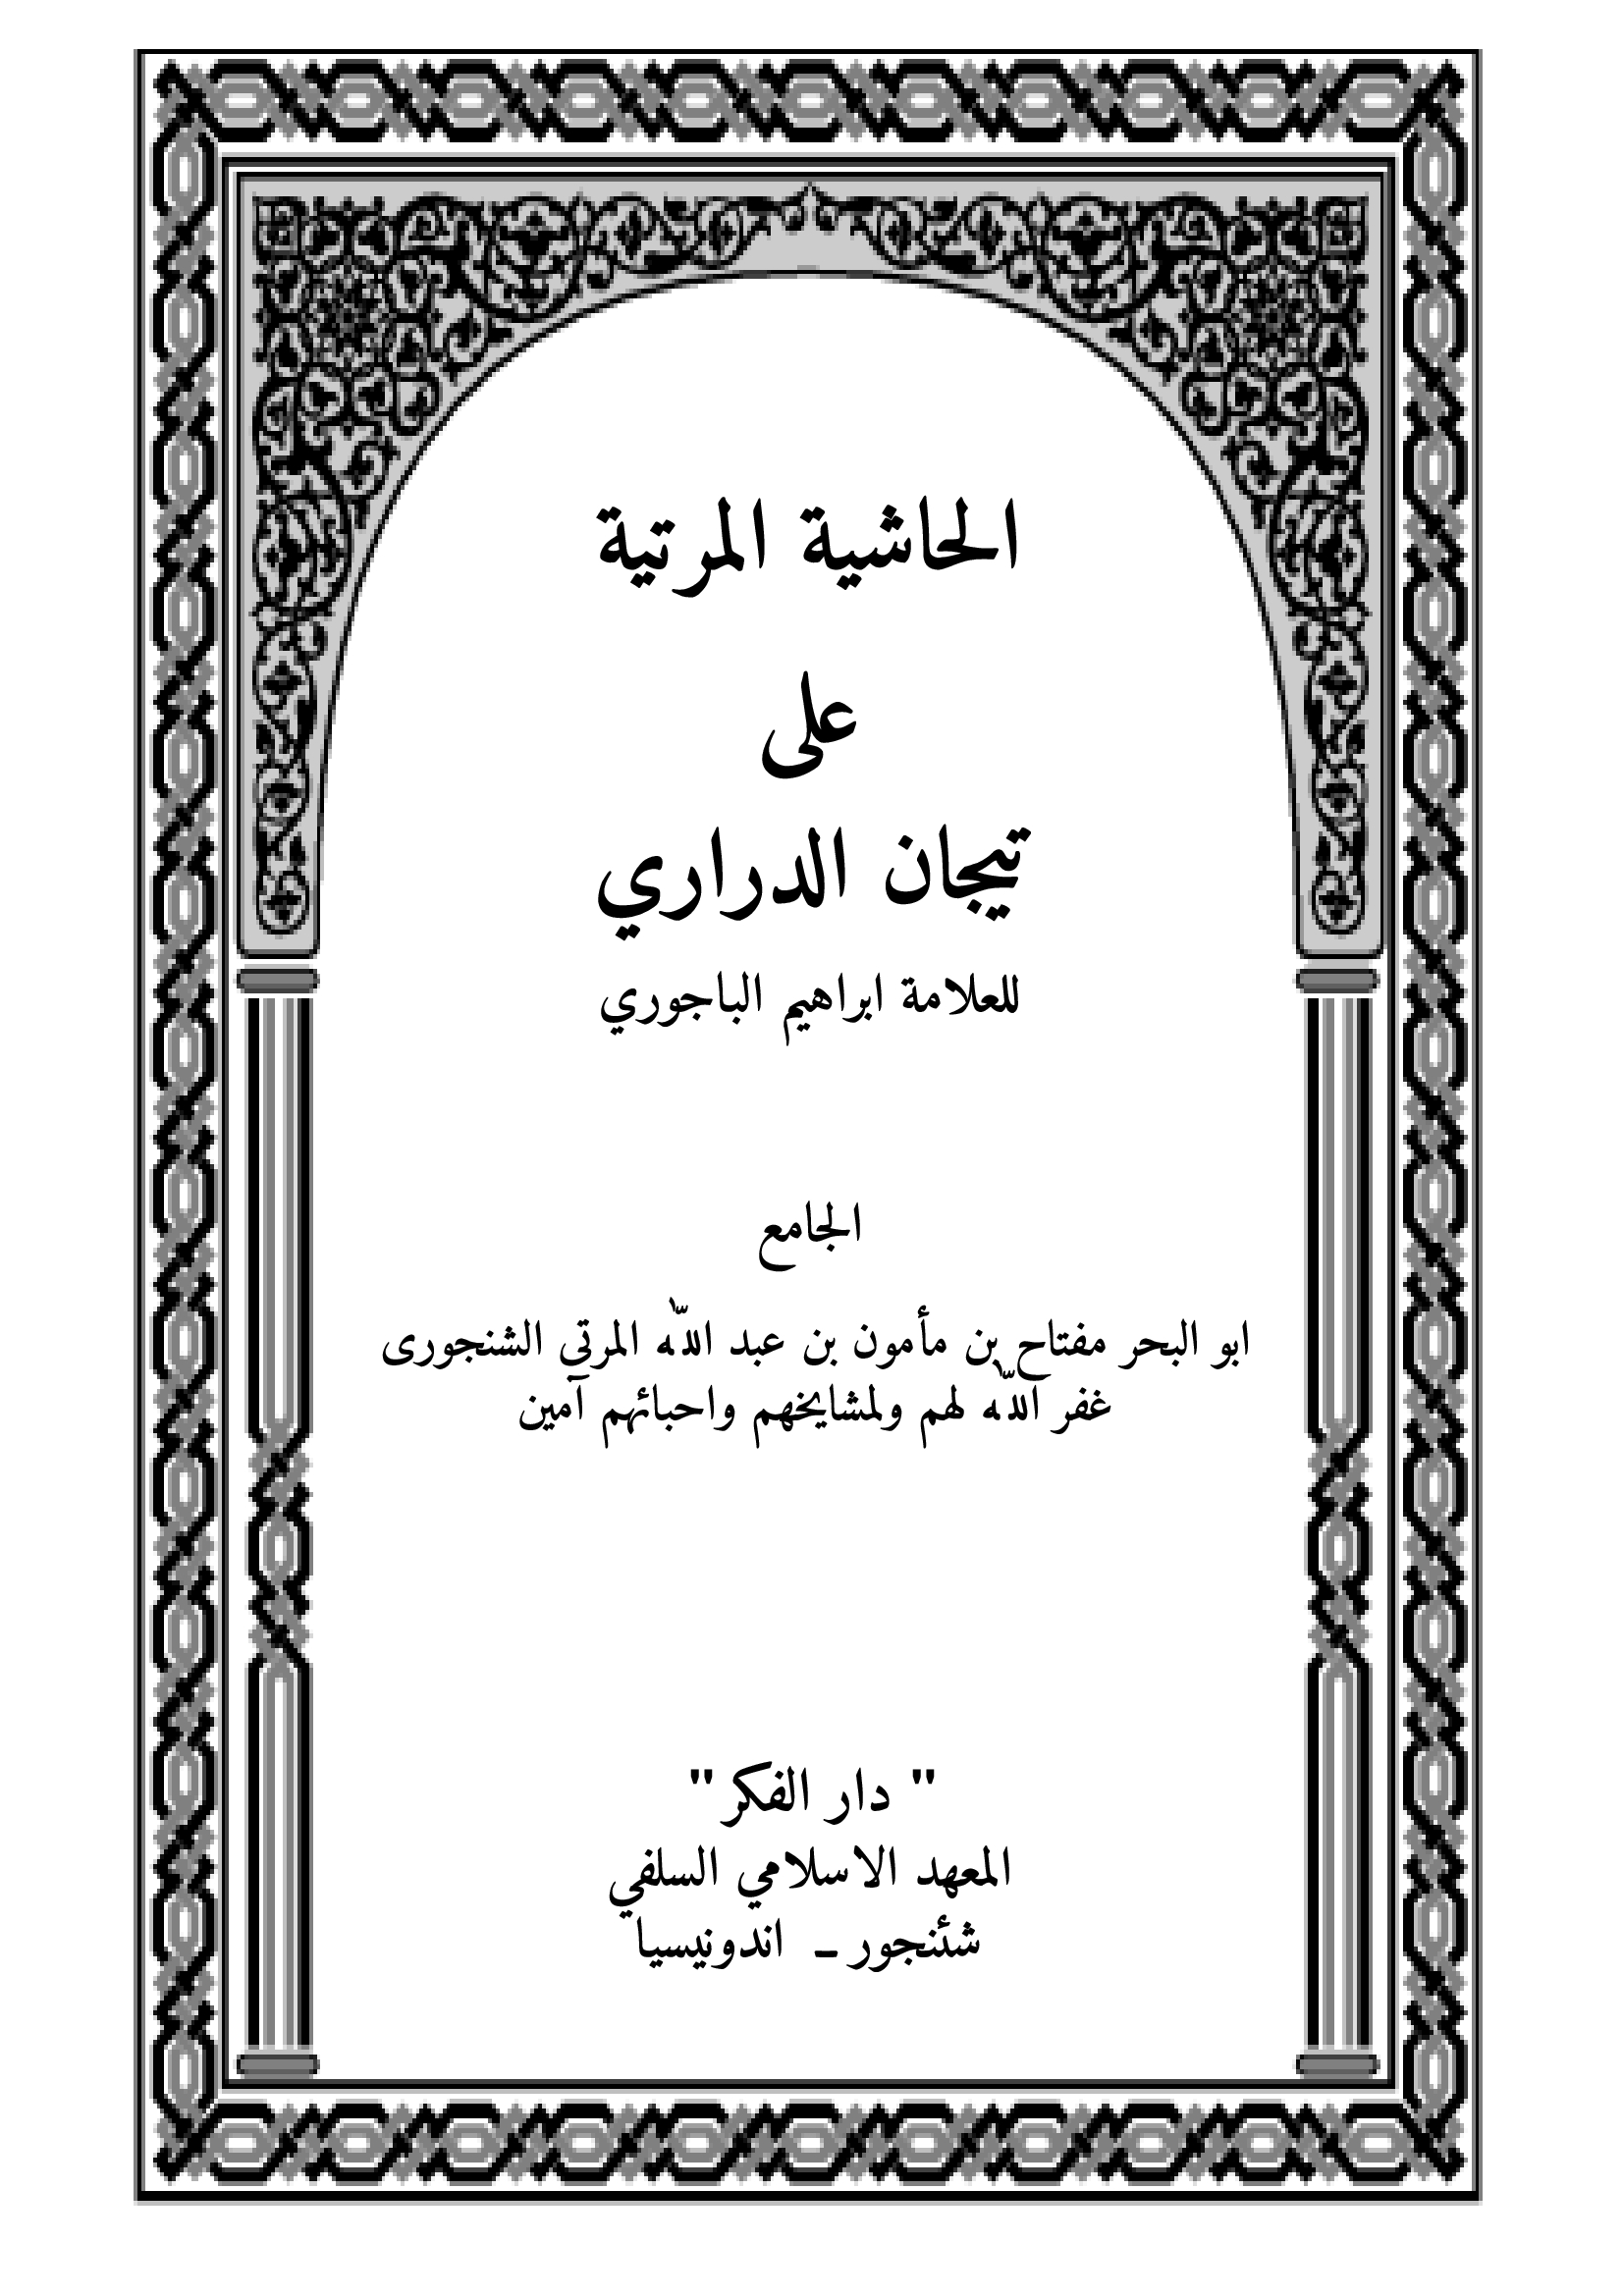 الحاشية المرتية
على
تيجان الدراري
للعلامة ابراهيم الباجوري
الجامع
ابو البحر مفتاح بن مأمون بن عبد الله المرتى الشنجورى
غفر الله لهم ولمشايخهم واحبائهم آمين
" دار الفكر"
المعهد الاسلامي السلفي
شئنجور ـ اندونيسيا